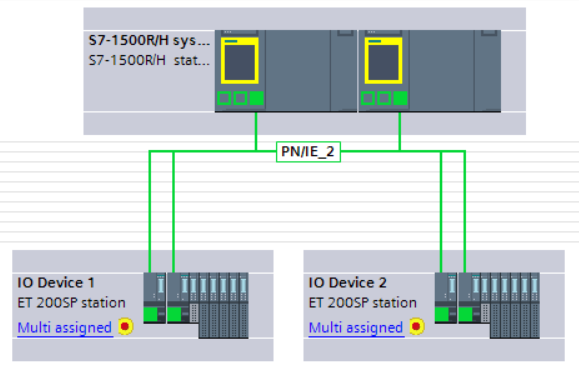 S7-1500R/H sys...
S7-1500R/H stat...
PN/IE_2
IO Device 1
ET 200SP station
Multi assigned
IO Device 2
ET 200SP station
Multi assigned